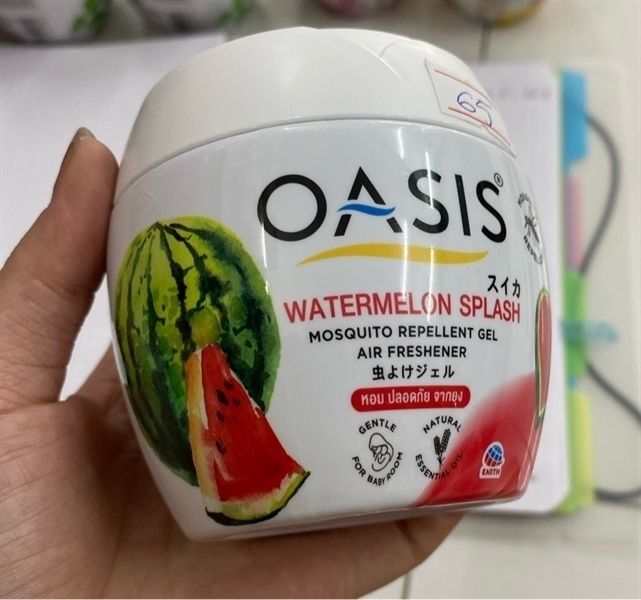 65
OASIS®
スイカ
WATERMELON SPLASH
MOSQUITO REPELLENT GEL
AIR FRESHENER
虫よけジェル
หอม ปลอดภัย จากยุง
GENTLE
FOR BABY ROOM
NATURAL
ESSENTIAL OIL
EARTH